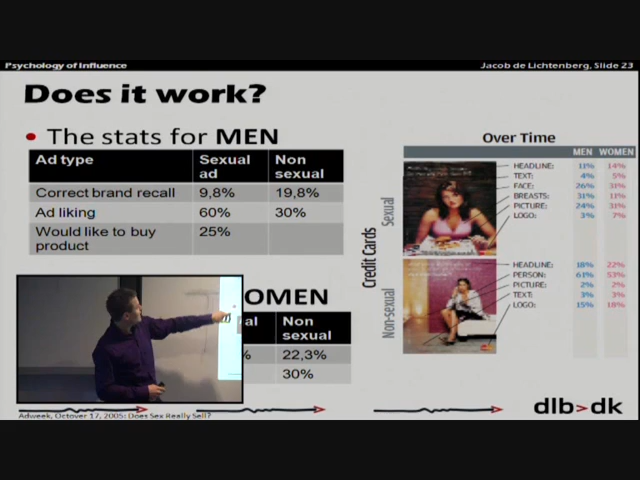 Psychology of Influence
Jacob de Lichtenberg, Slide 23
Does it work?
• The stats for MEN
Ad type Sexual ad Non sexual
Correct brand recall 9,8% 19,8%
Ad liking 60% 30%
Would like to buy product 25%
OMEN
al Non sexual
% 22,3%
30%
Over Time
MEN WOMEN
Credit Cards
Sexual
HEADLINE: 11% 14%
TEXT: 4% 5%
FACE: 26% 31%
BREASTS: 31% 11%
PICTURE: 24% 31%
LOGO: 3% 7%
Non-sexual
HEADLINE: 18% 22%
PERSON: 61% 53%
PICTURE: 2% 2%
TEXT: 3% 3%
LOGO: 15% 18%
Adweek, Octover 17, 2005: Does Sex Really Sell?
dlb>dk